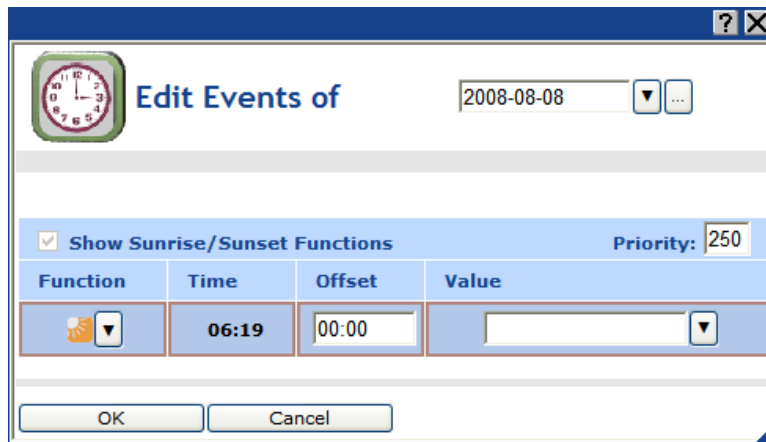 ?
Edit Events of 2008-08-08 ...
Show Sunrise/Sunset Functions Priority: 250
Function Time Offset Value
06:19 00:00
OK Cancel